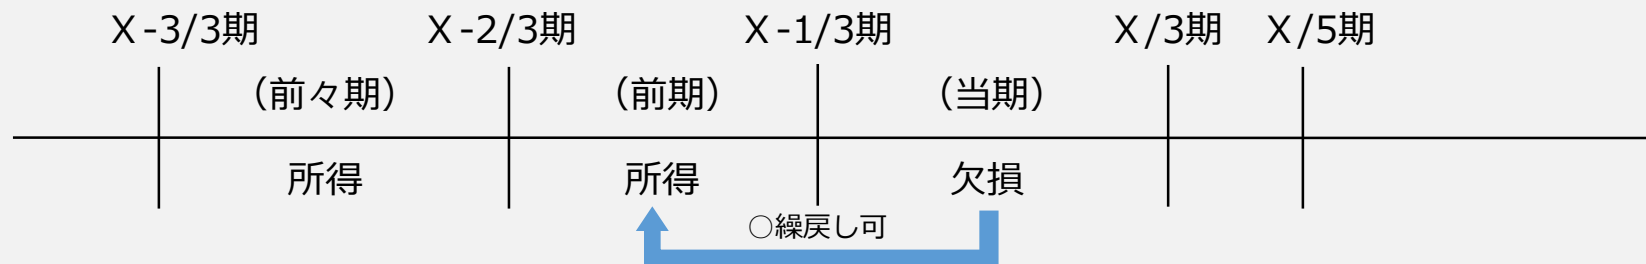 X-3/3期 X-2/3期 X-1/3期 X/3期 X/5期
(前々期) (前期) (当期)
所得 所得 欠損
○繰戻し可